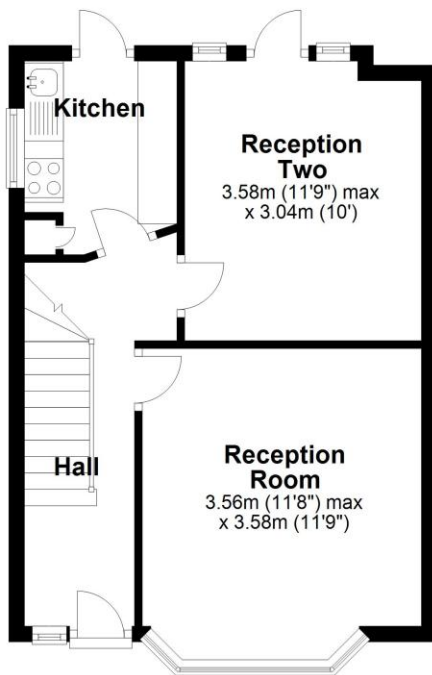 Kitchen
Reception
Two
3.58m (11'9") max
x 3.04m (10')
Hall
Reception
Room
3.56m (11'8") max
x 3.58m (11'9")